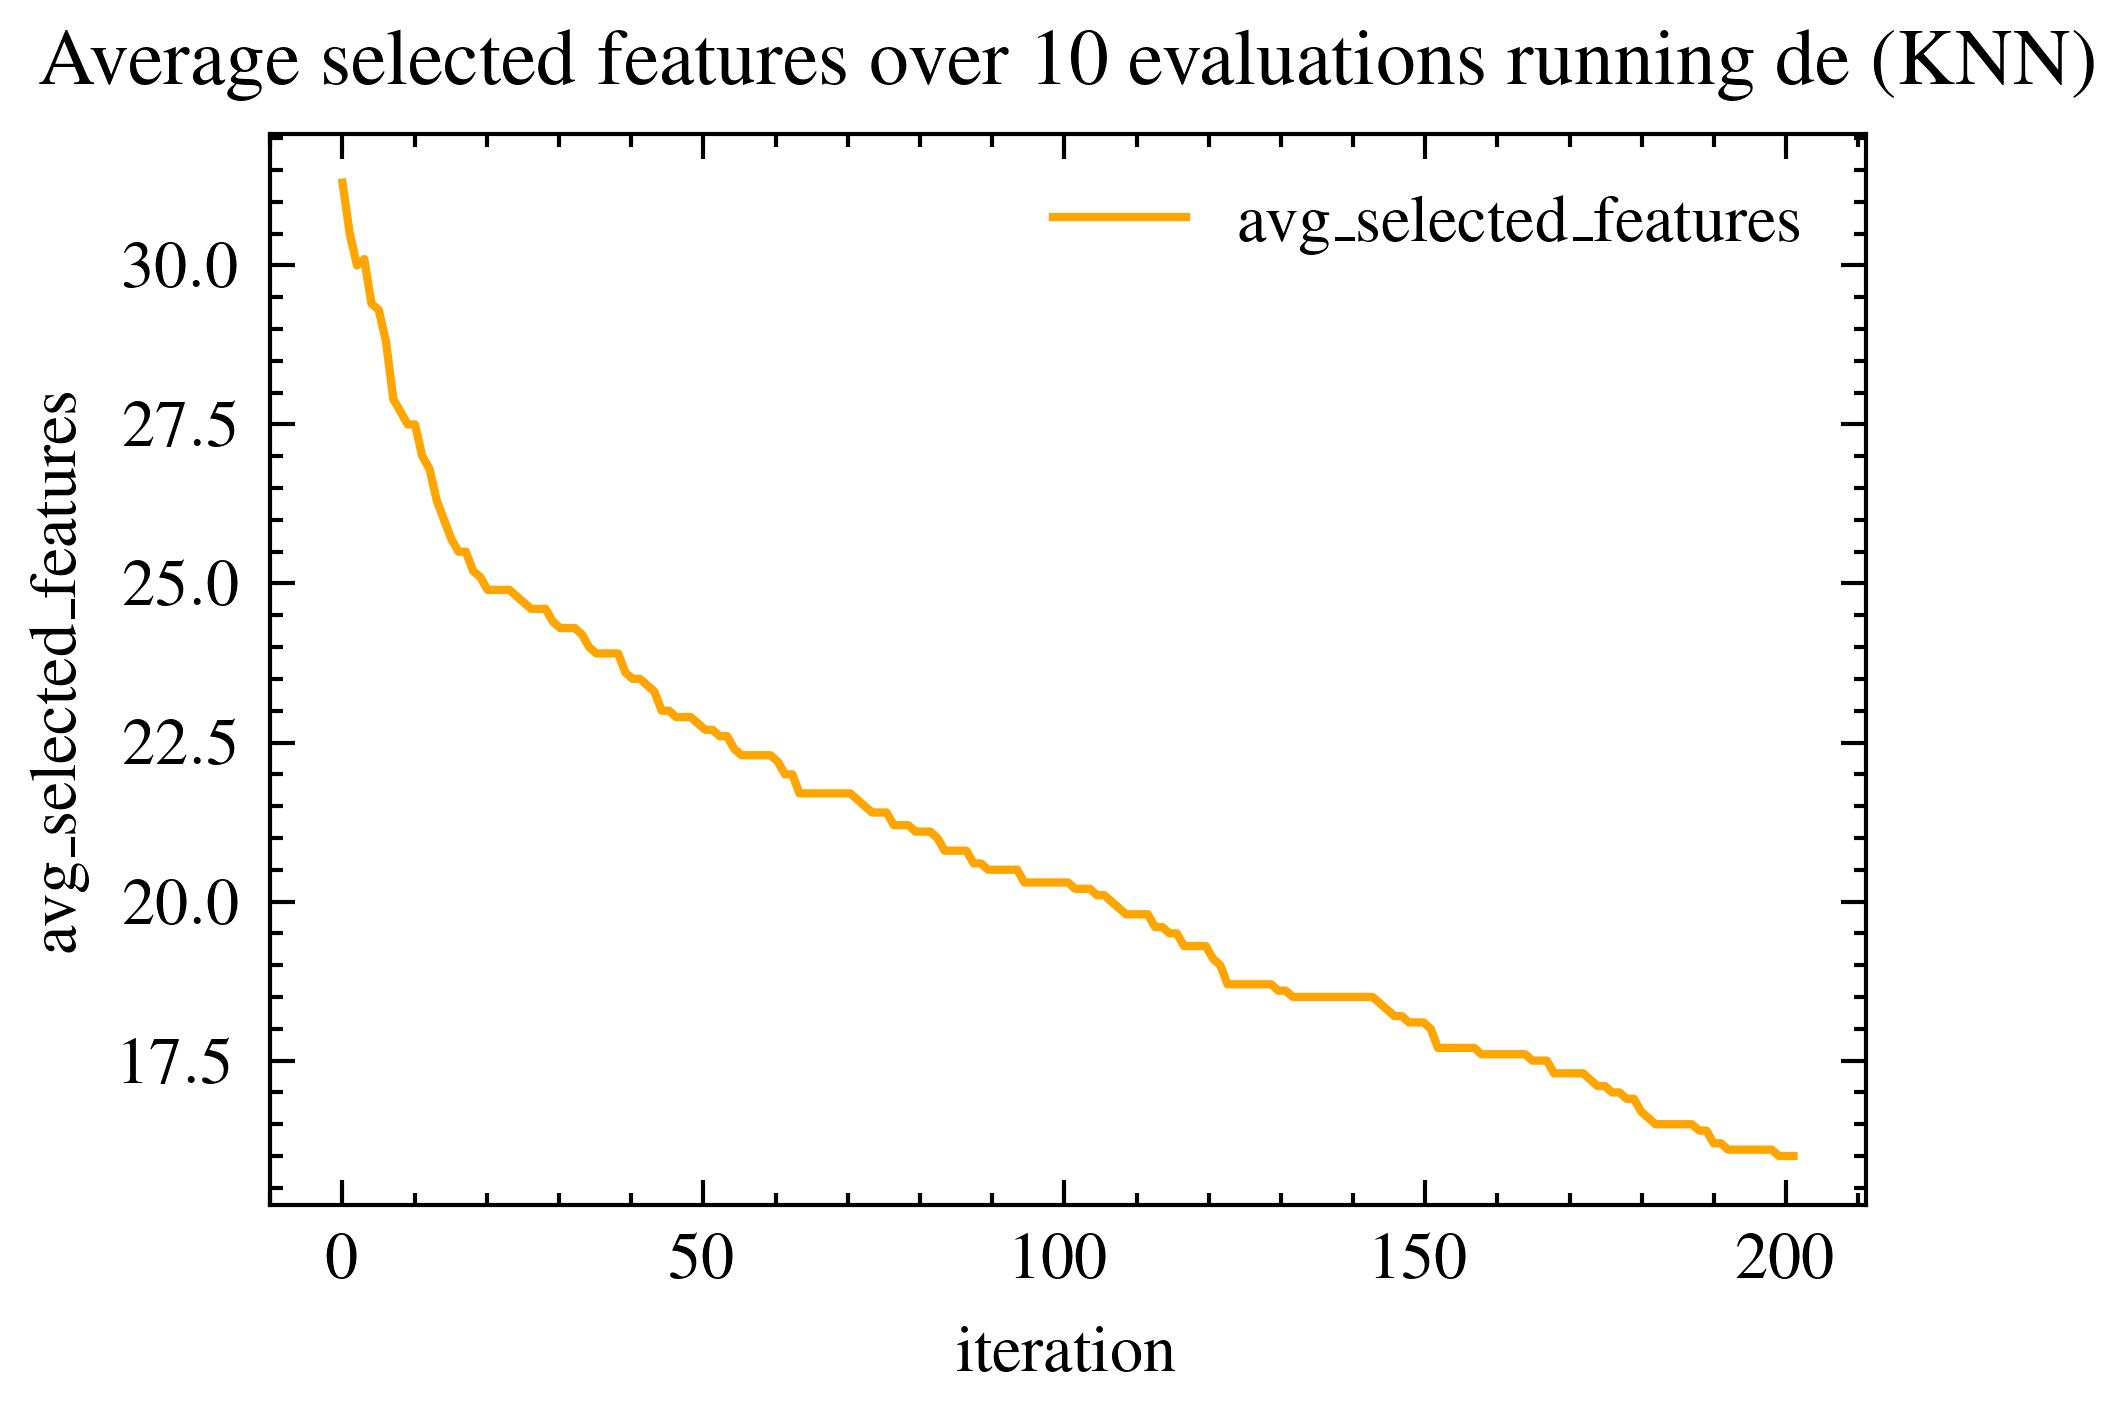 Average selected features over 10 evaluations running de (KNN)
avg_selected_features
avg_selected_features
30.0
27.5
25.0
22.5
20.0
17.5
0 50 100 150 200
iteration